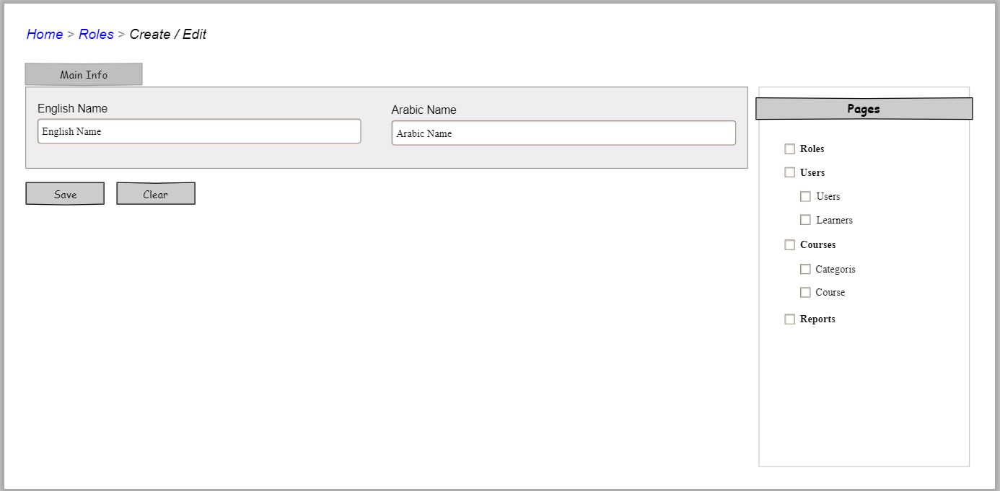 Home > Roles > Create / Edit
Main Info
English Name
English Name
Arabic Name
Arabic Name
Save
Clear
Pages
Roles
Users
Users
Learners
Courses
Categoris
Course
Reports